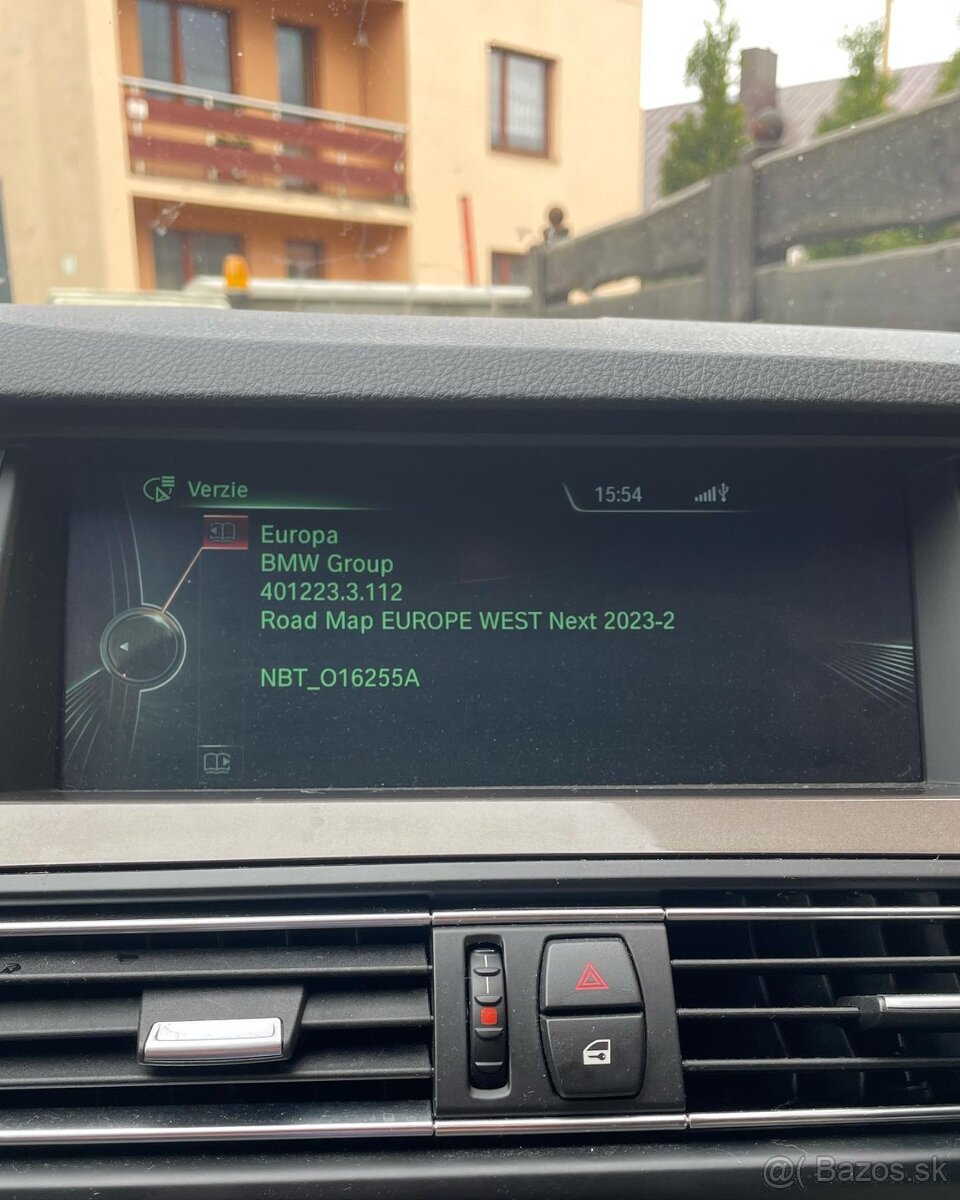 Verzie
15:54
Europa
BMW Group
401223.3.112
Road Map EUROPE WEST Next 2023-2
NBT_O16255A
@( Bazos.sk